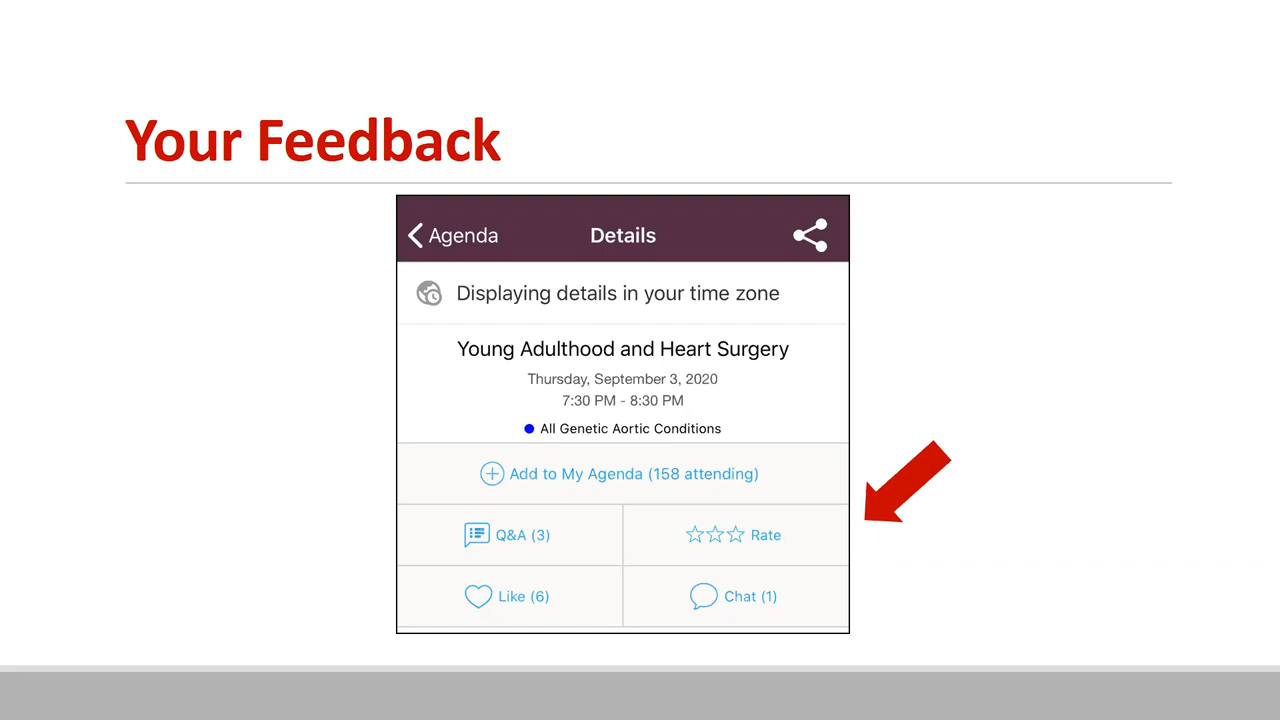 Your Feedback
Agenda
Details
Displaying details in your time zone
Young Adulthood and Heart Surgery
Thursday, September 3, 2020
7:30 PM - 8:30 PM
All Genetic Aortic Conditions
Add to My Agenda (158 attending)
Q&A (3)
Rate
Like (6)
Chat (1)